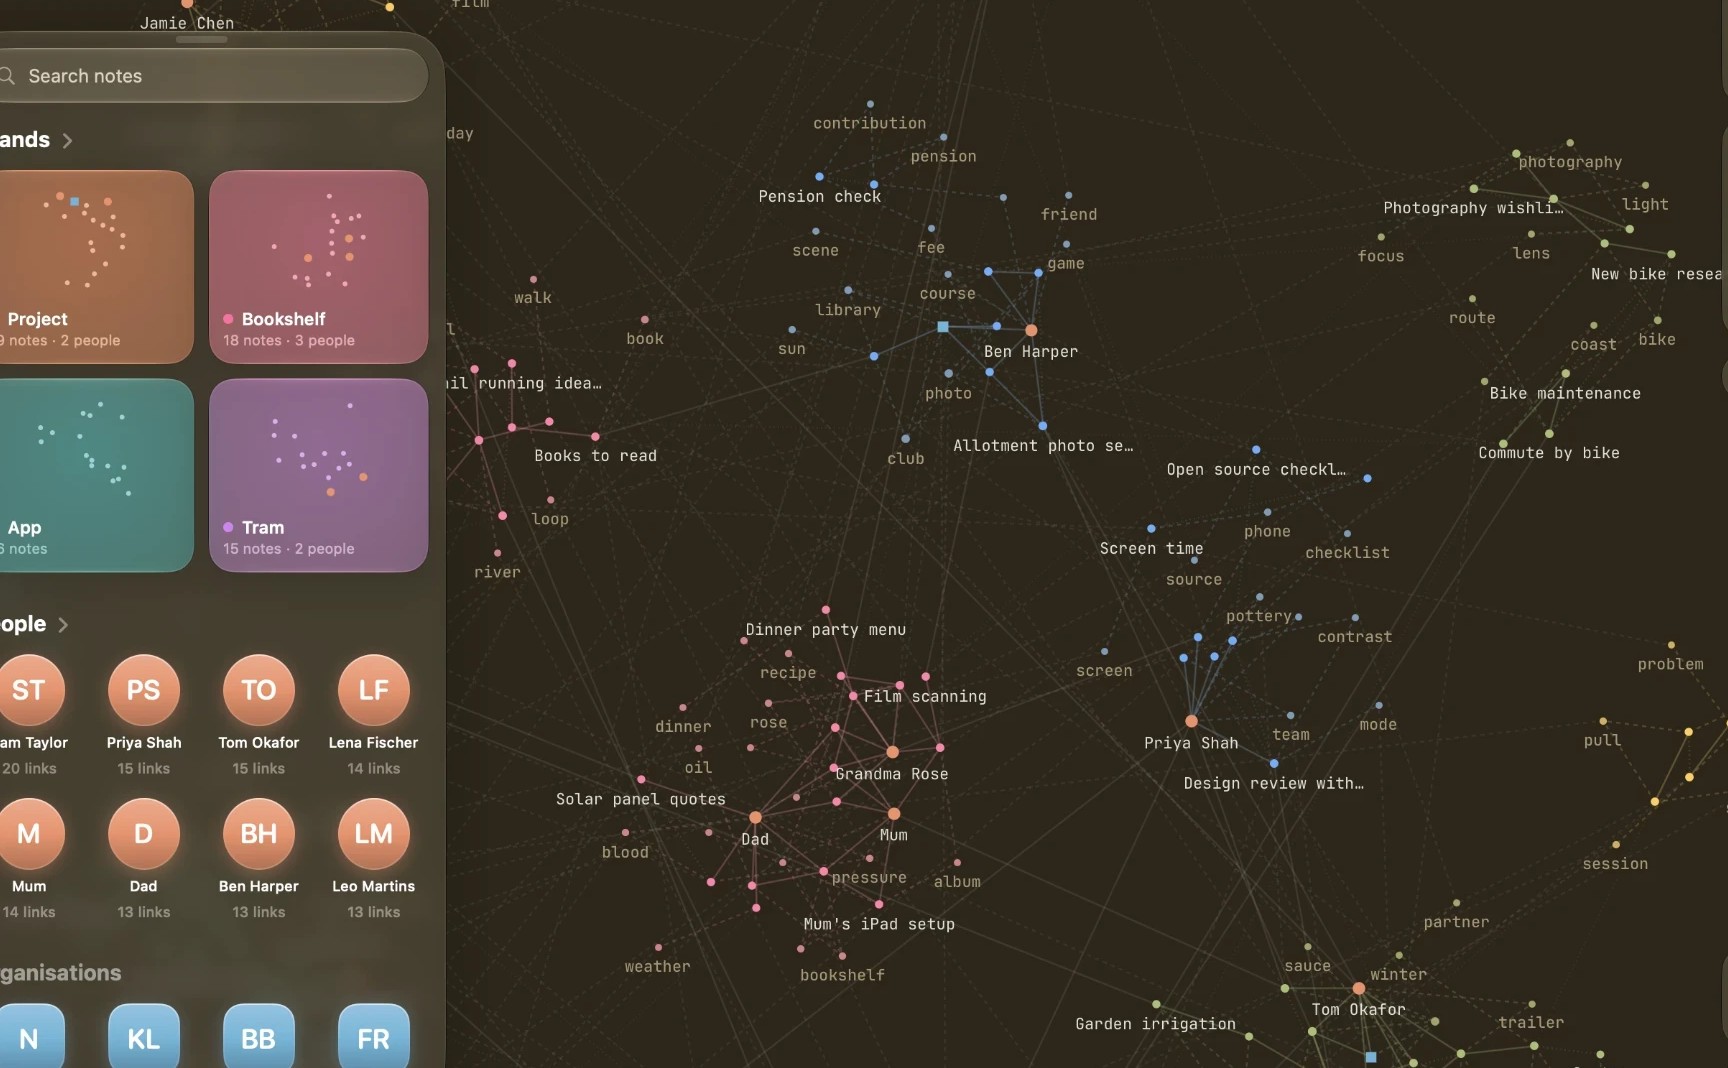 film
Jamie Chen
Search notes
ands
Project
9 notes · 2 people
Bookshelf
18 notes · 3 people
App
6 notes
Tram
15 notes · 2 people
ople
ST
PS
TO
LF
am Taylor
Priya Shah
Tom Okafor
Lena Fischer
20 links
15 links
15 links
14 links
M
D
BH
LM
Mum
Dad
Ben Harper
Leo Martins
14 links
13 links
13 links
13 links
ganisations
N
KL
BB
FR
day
contribution
pension
Pension check
friend
scene
fee
game
course
library
walk
book
sun
Ben Harper
il running idea…
photo
Books to read
club
Allotment photo se…
loop
river
photography
Photography wishli…
light
focus
lens
New bike resea
route
coast
bike
Bike maintenance
Commute by bike
Open source checkl…
phone
Screen time
checklist
source
pottery
contrast
screen
problem
mode
team
pull
Priya Shah
Design review with…
Dinner party menu
recipe
Film scanning
dinner
rose
oil
Grandma Rose
Solar panel quotes
Dad
Mum
blood
pressure
album
Mum's iPad setup
weather
bookshelf
session
partner
sauce
winter
Tom Okafor
Garden irrigation
trailer